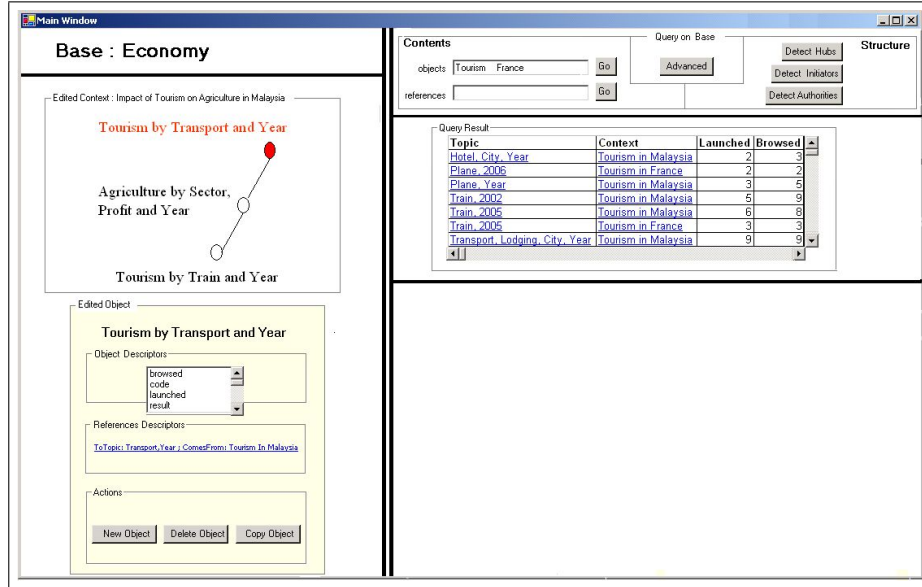 Main Window
Base : Economy
Edited Context : Impact of Tourism on Agriculture in Malaysia
Tourism by Transport and Year
Agriculture by Sector,
Profit and Year
Tourism by Train and Year
Edited Object
Tourism by Transport and Year
Object Descriptors
browsed
code
launched
result
References Descriptors
ToTopic: Transport,Year ; ComesFrom: Tourism In Malaysia
Actions
New Object Delete Object Copy Object
Contents
objects Tourism France Go
references Go
Query on Base
Advanced
Structure
Detect Hubs
Detect Initiators
Detect Authorities
Query Result
Topic Context Launched Browsed
Hotel, City, Year Tourism in Malaysia 2 3
Plane, 2006 Tourism in France 2 2
Plane, Year Tourism in Malaysia 3 5
Train, 2002 Tourism in Malaysia 5 9
Train, 2005 Tourism in Malaysia 6 8
Train, 2005 Tourism in France 3 3
Transport, Lodging, City, Year Tourism in Malaysia 9 9